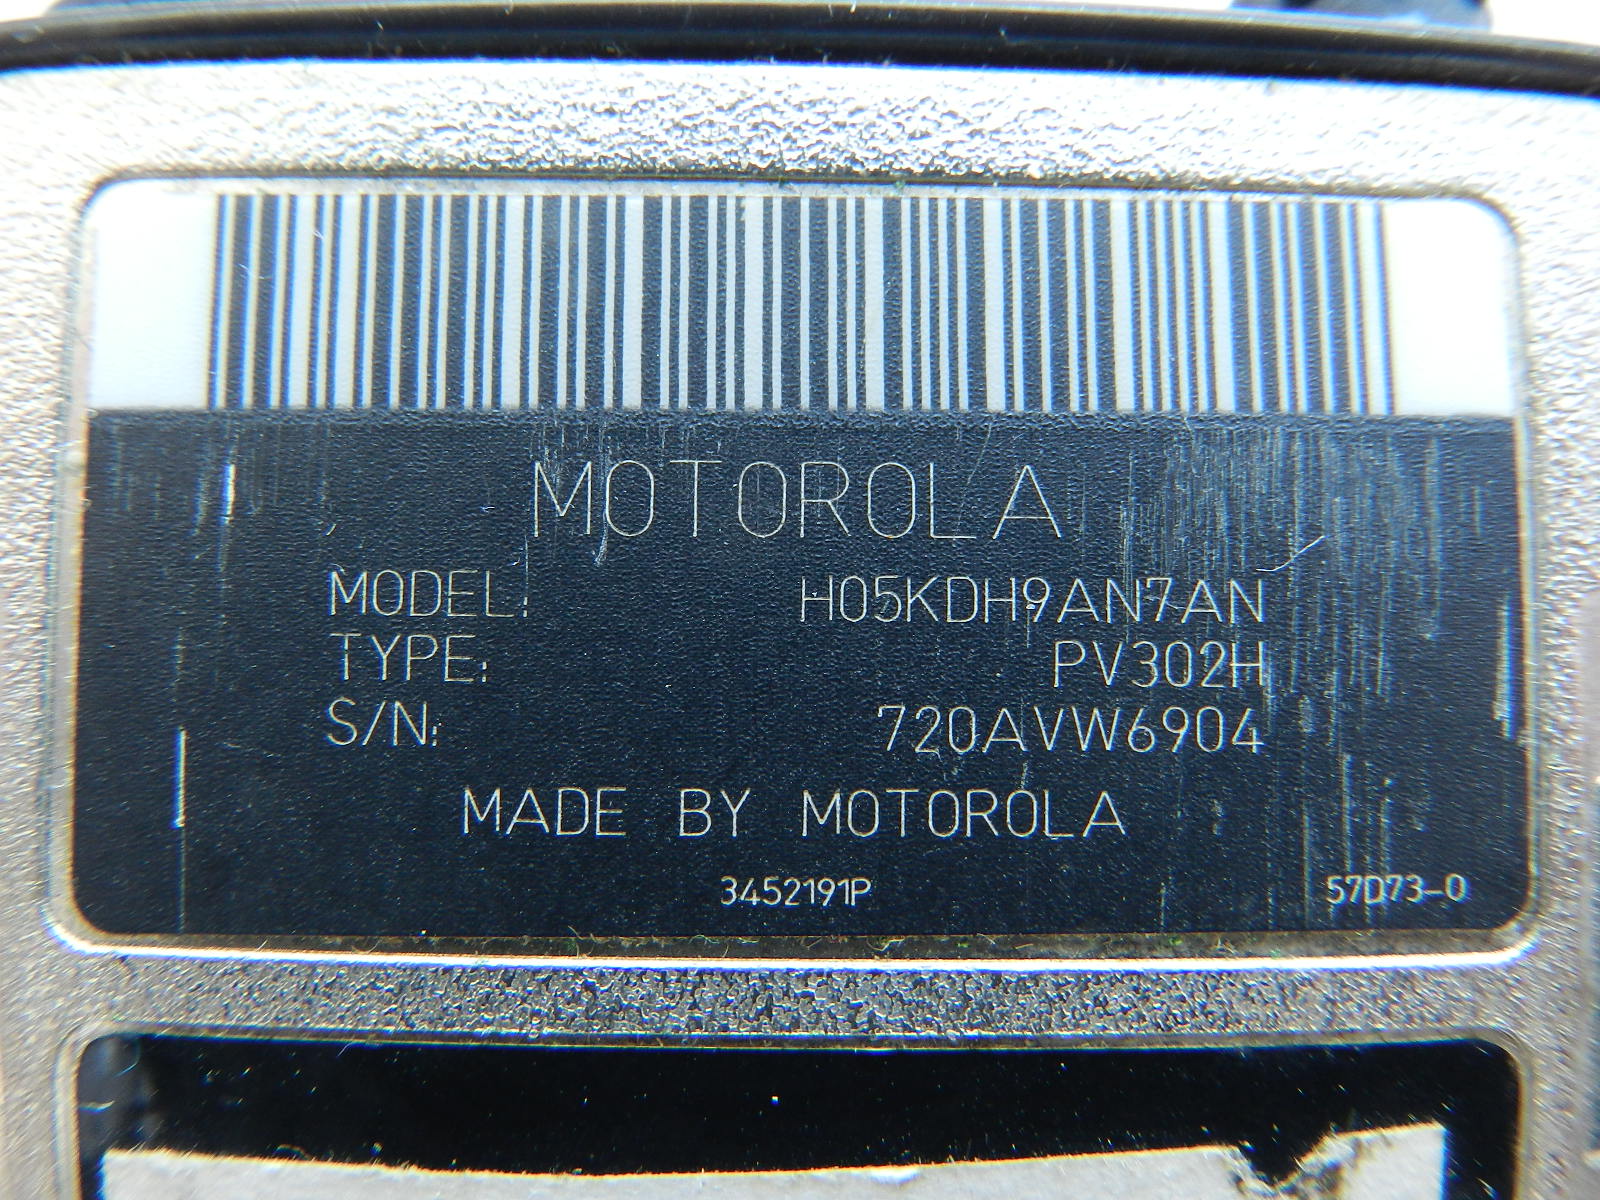 MOTOROLA
MODEL: H05KDH9AN7AN
TYPE: PV302H
S/N: 720AVW6904
MADE BY MOTOROLA
3452191P 57D73-0